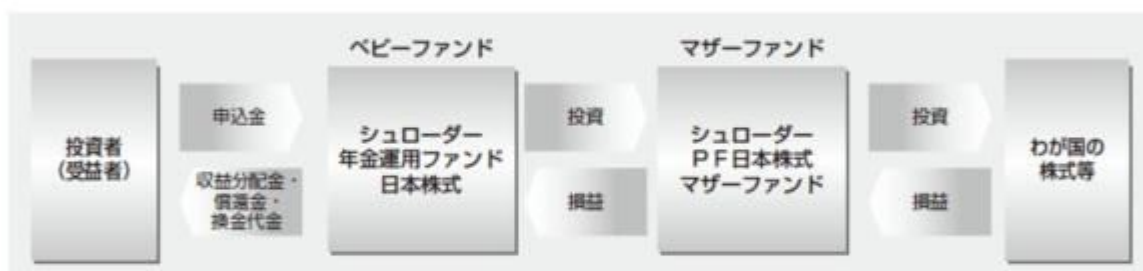 ベビーファンド
マザーファンド
投資者
(受益者)
申込金
収益分配金・
償還金・
換金代金
シュローダー
年金運用ファンド
日本株式
投資
損益
シュローダー
PF日本株式
マザーファンド
投資
損益
わが国の
株式等